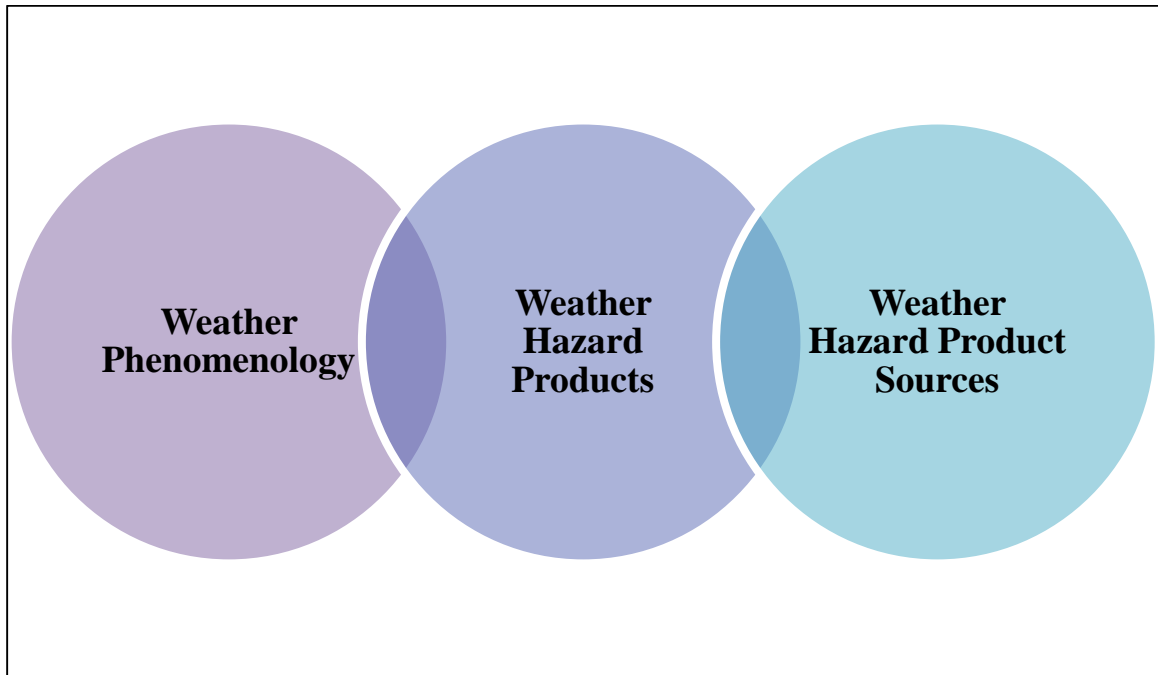 Weather
Phenomenology
Weather
Hazard
Products
Weather
Hazard Product
Sources